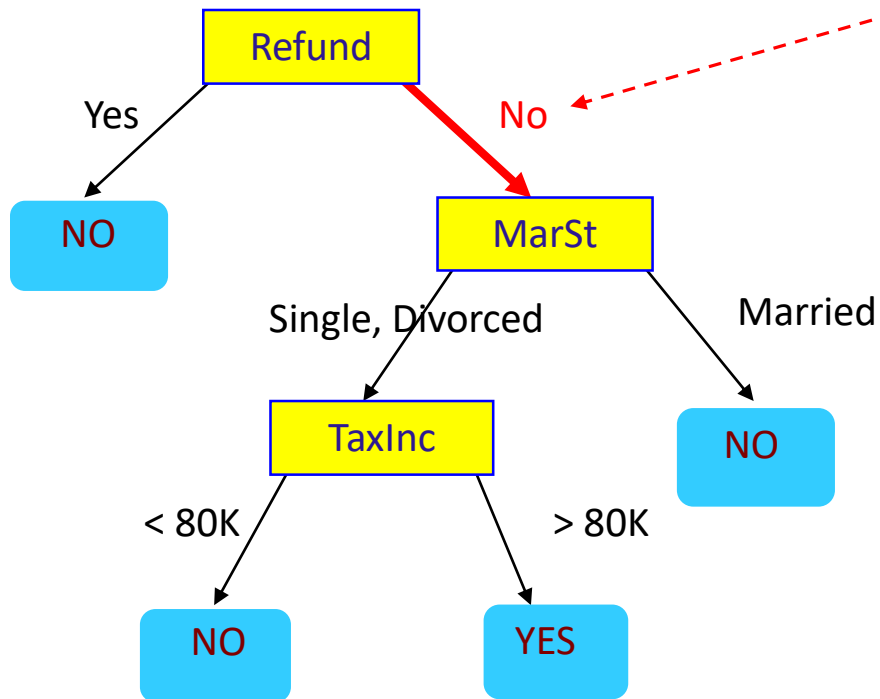 Refund
Yes
No
NO
MarSt
Single, Divorced
Married
TaxInc
NO
< 80K
> 80K
NO
YES